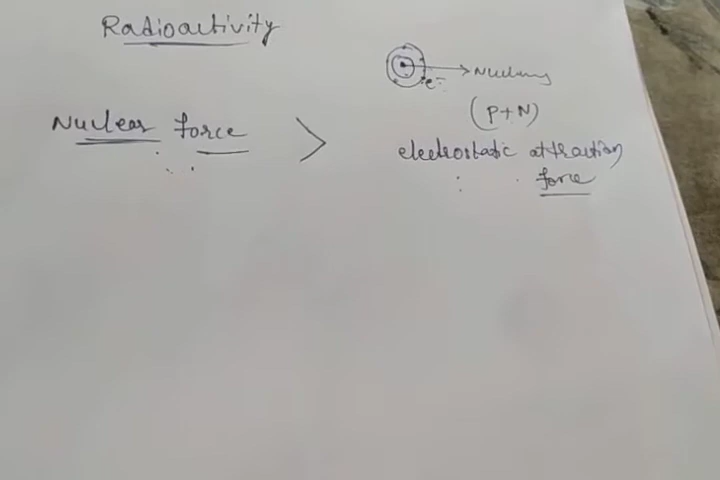 Radioactivity
Nucleus
e-
(P+N)
Nuclear force >
electrostatic attraction
force